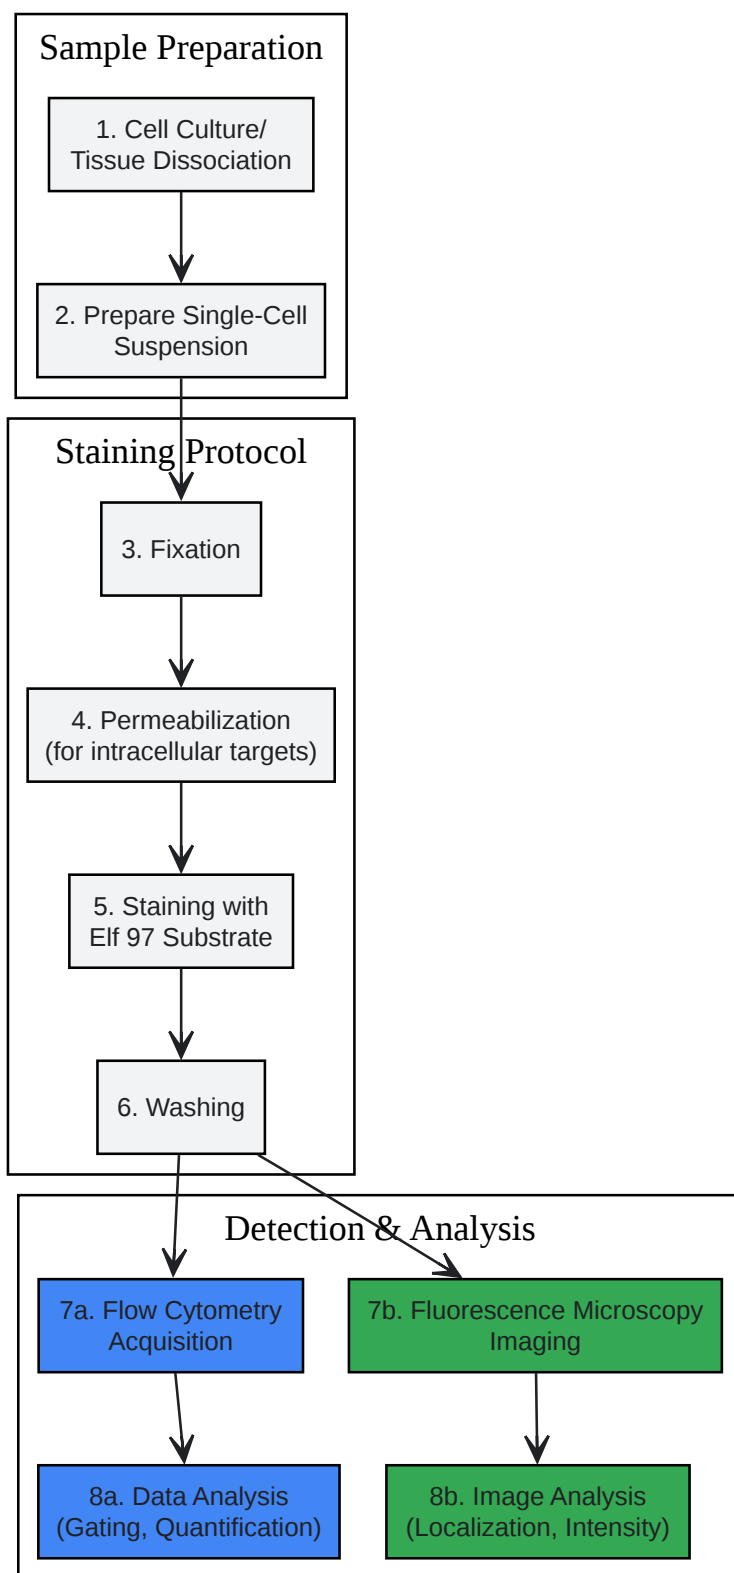 Sample Preparation
1. Cell Culture/
Tissue Dissociation
2. Prepare Single-Cell
Suspension
Staining Protocol
3. Fixation
4. Permeabilization
(for intracellular targets)
5. Staining with
Elf 97 Substrate
6. Washing
Detection & Analysis
7a. Flow Cytometry
Acquisition
7b. Fluorescence Microscopy
Imaging
8a. Data Analysis
(Gating, Quantification)
8b. Image Analysis
(Localization, Intensity)